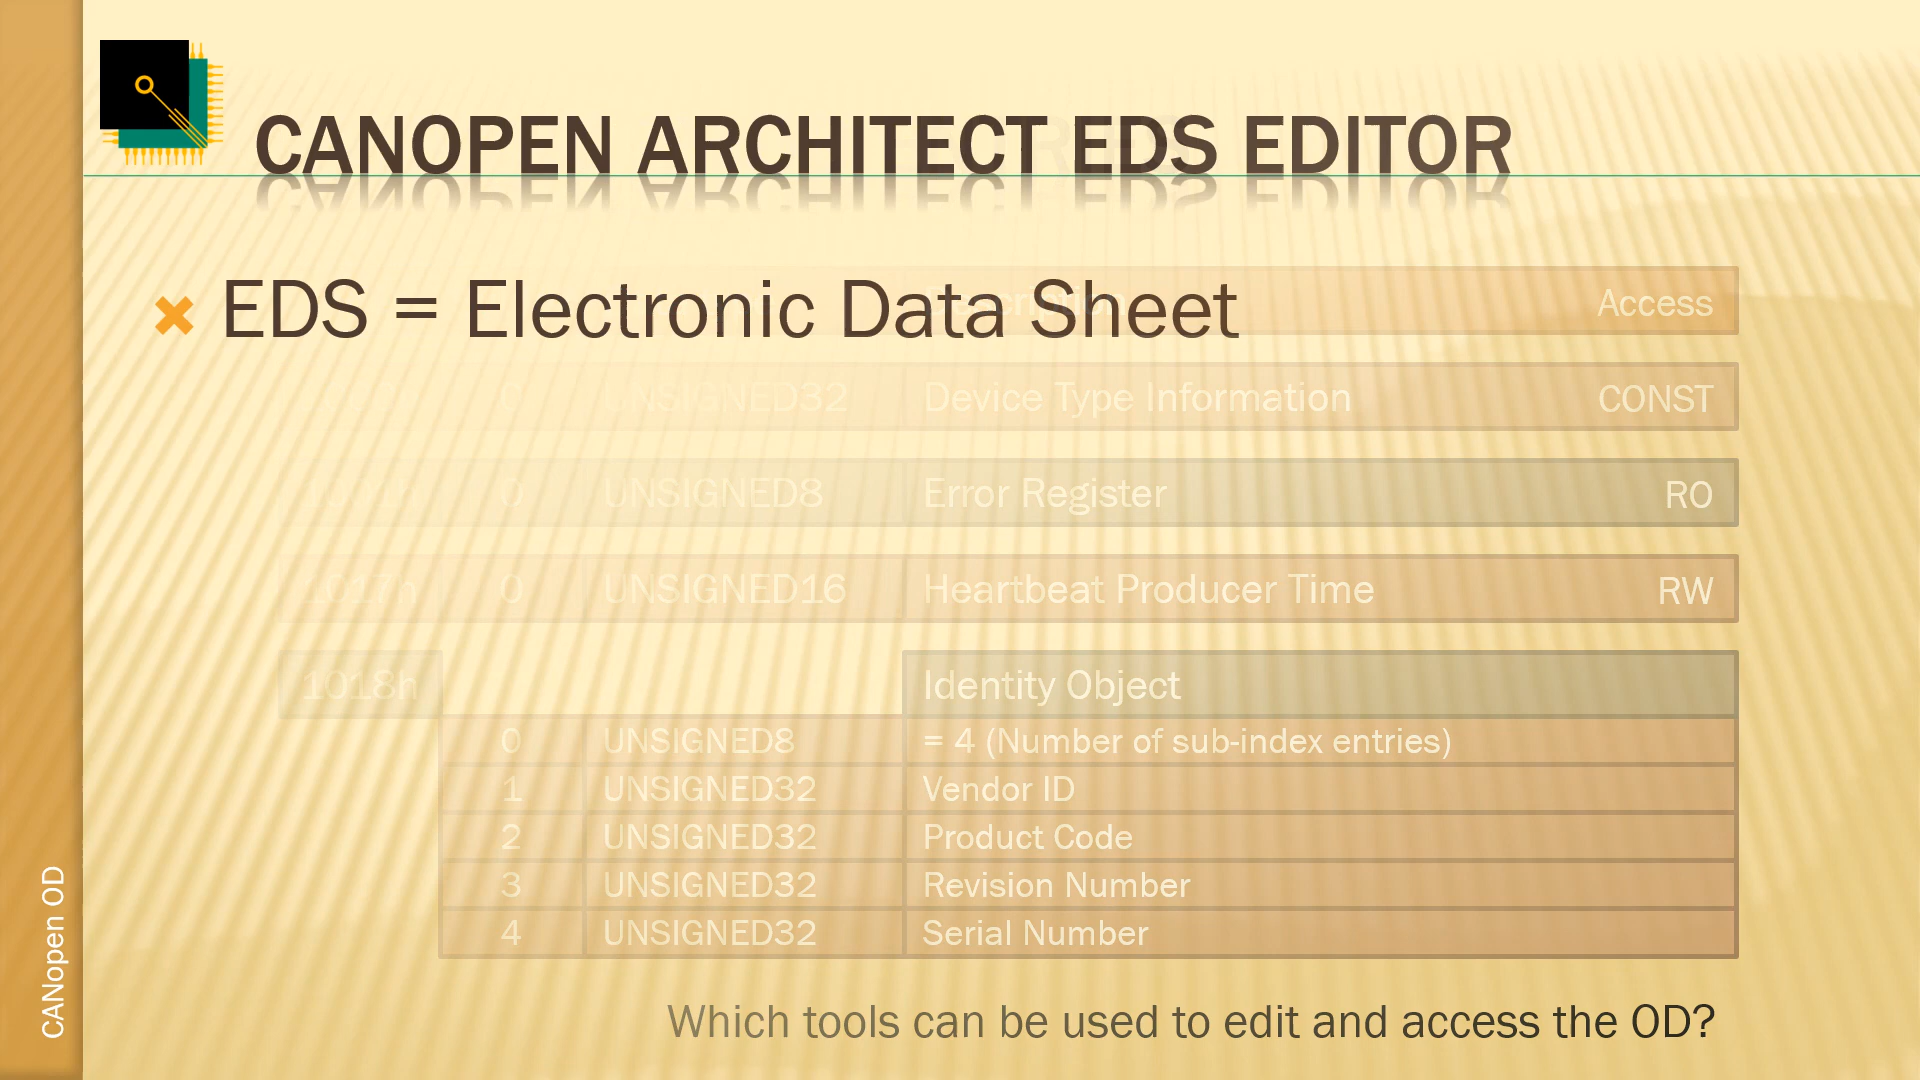 CANOPEN ARCHITECT EDS EDITOR
EDS = Electronic Data Sheet
Description Access
0 UNSIGNED32 Device Type Information CONST
0 UNSIGNED8 Error Register RO
1017h 0 UNSIGNED16 Heartbeat Producer Time RW
1018h Identity Object
0 UNSIGNED8 = 4 (Number of sub-index entries)
1 UNSIGNED32 Vendor ID
2 UNSIGNED32 Product Code
3 UNSIGNED32 Revision Number
4 UNSIGNED32 Serial Number
Which tools can be used to edit and access the OD?
CANopen OD